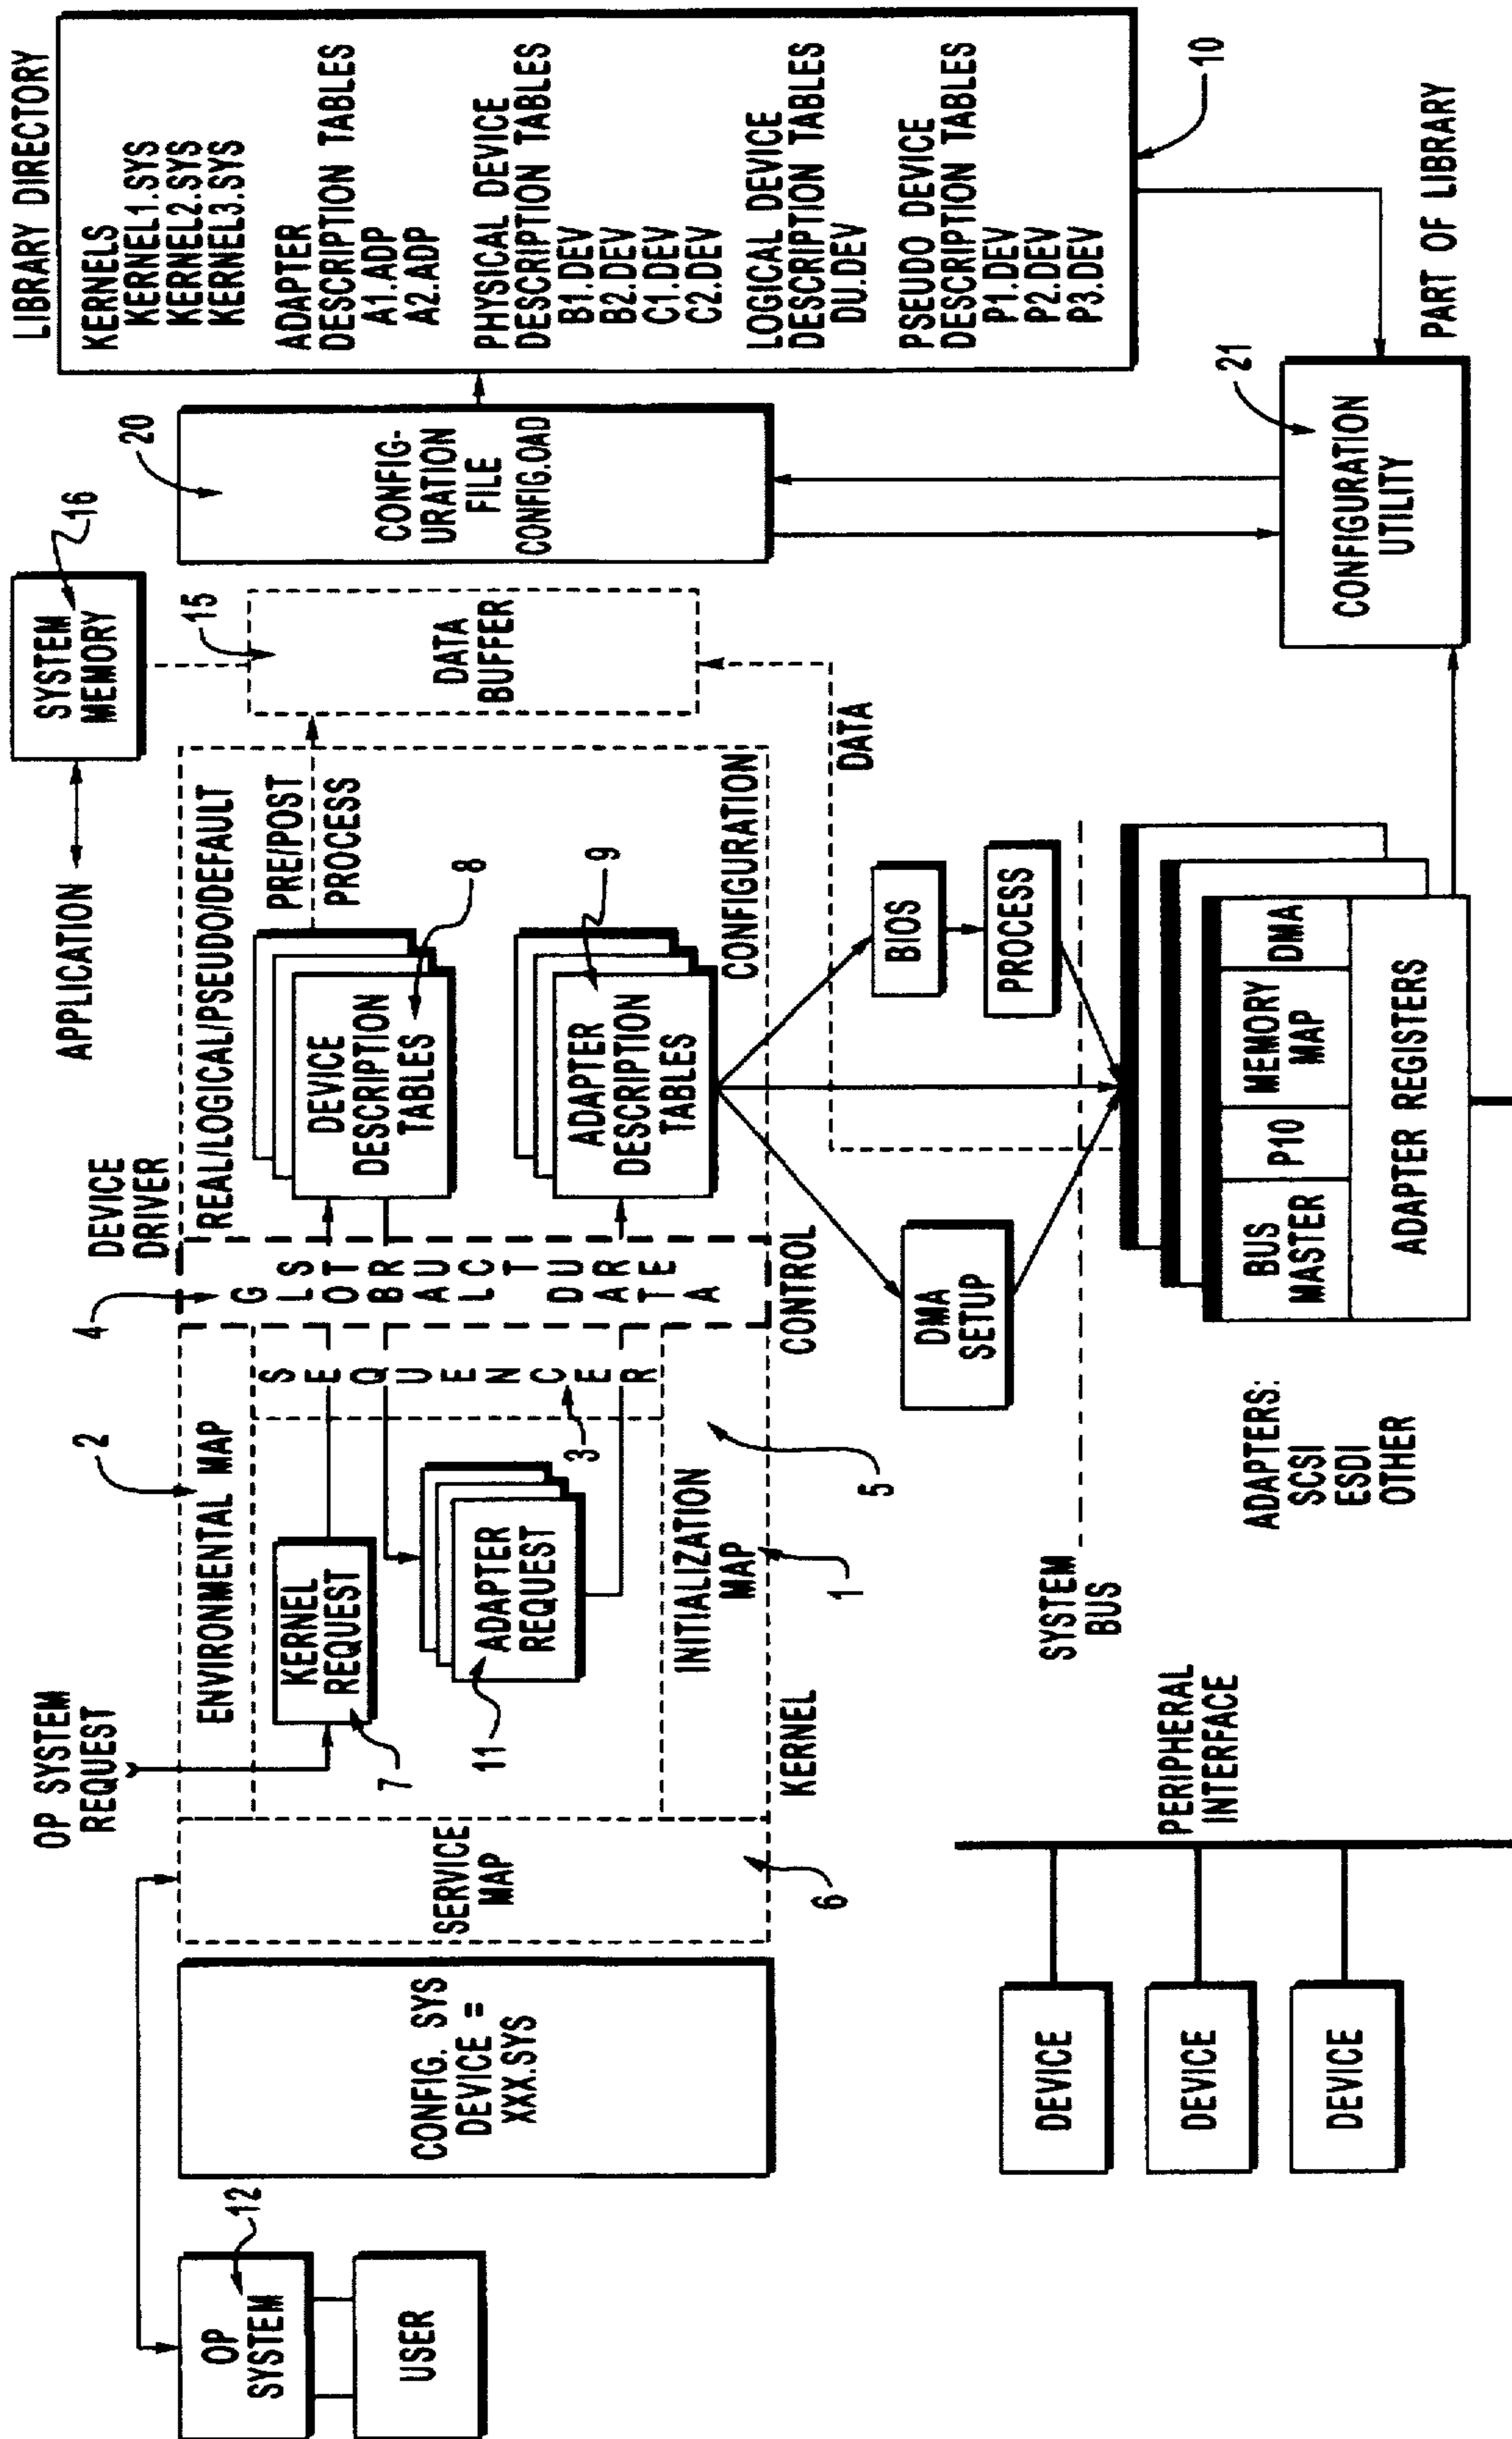 OP
SYSTEM
12
USER
CONFIG. SYS
DEVICE =
XXX.SYS
OP SYSTEM
REQUEST
SERVICE
MAP
6
2
ENVIRONMENTAL MAP
KERNEL
REQUEST
7
ADAPTER
REQUEST
11
3
SEQUENCER
INITIALIZATION
MAP
5
1
KERNEL
CONTROL
4
GLOBAL DATA
STRUCTURE
DEVICE
DRIVER
REAL/LOGICAL/PSEUDO/DEFAULT
DEVICE
DESCRIPTION
TABLES
8
PRE/POST
PROCESS
ADAPTER
DESCRIPTION
TABLES
9
CONFIGURATION
APPLICATION
SYSTEM
MEMORY
16
15
DATA
BUFFER
20
CONFIG-
URATION
FILE
CONFIG.OAD
LIBRARY DIRECTORY
KERNELS
KERNEL1.SYS
KERNEL2.SYS
KERNEL3.SYS
ADAPTER
DESCRIPTION TABLES
A1.ADP
A2.ADP
PHYSICAL DEVICE
DESCRIPTION TABLES
B1.DEV
B2.DEV
C1.DEV
C2.DEV
LOGICAL DEVICE
DESCRIPTION TABLES
DU.DEV
PSEUDO DEVICE
DESCRIPTION TABLES
P1.DEV
P2.DEV
P3.DEV
10
DATA
BIOS
PROCESS
DMA
SETUP
SYSTEM
BUS
PERIPHERAL
INTERFACE
DEVICE
DEVICE
DEVICE
ADAPTERS:
SCSI
ESDI
OTHER
BUS
MASTER
P10
MEMORY
MAP
DMA
ADAPTER REGISTERS
21
CONFIGURATION
UTILITY
PART OF LIBRARY